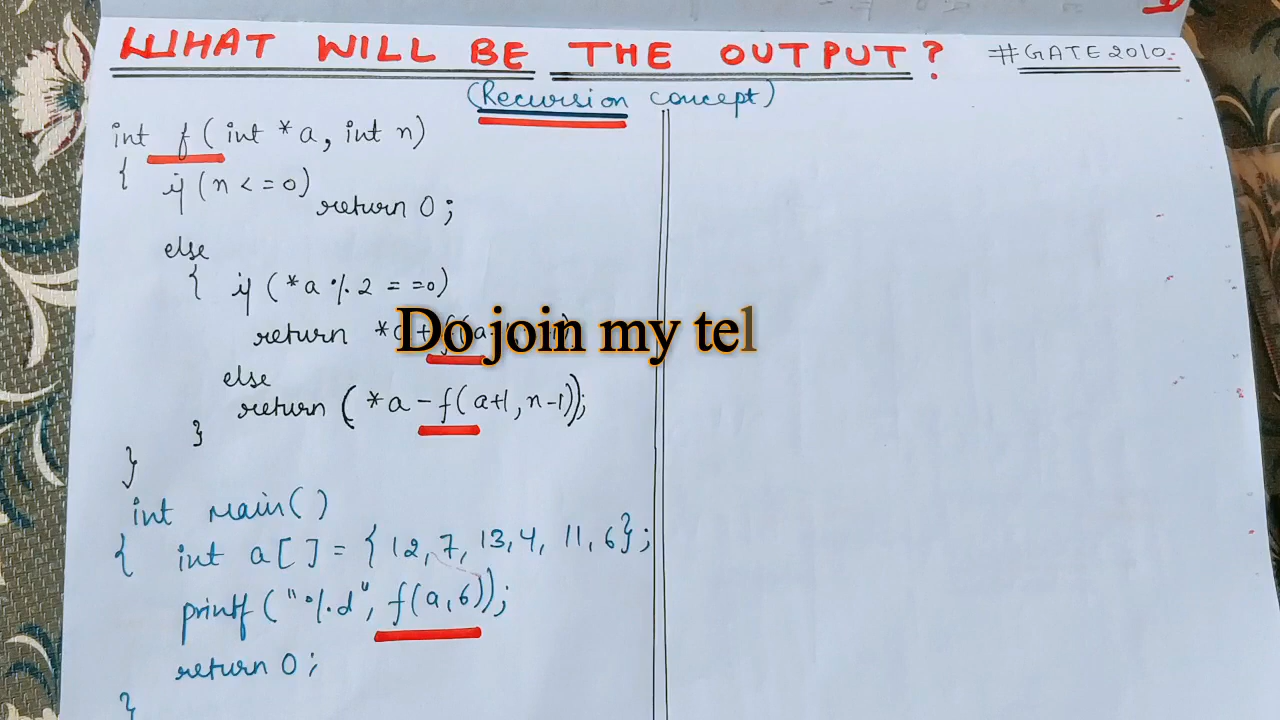 WHAT WILL BE THE OUTPUT? #GATE2010.
(Recursion concept)
int f(int *a, int n)
{ if (n <= 0)
return 0;
else
{ if (*a % 2 == 0)
return
Do join my tel
else
return (*a - f(a+1, n-1));
}
}
int main()
{ int a[] = {12, 7, 13, 4, 11, 6};
printf("%d", f(a,6));
return 0;
}